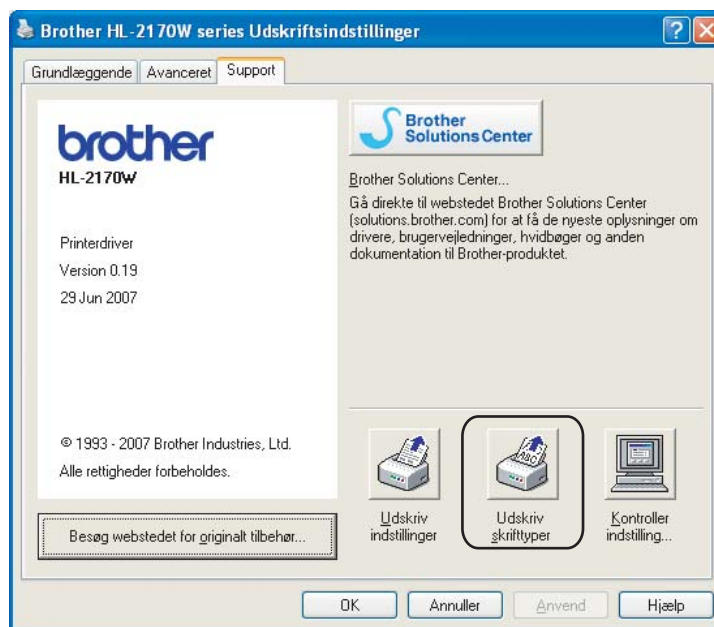 Brother HL-2170W series Udskriftsindstillinger
Grundlæggende Avanceret Support
brother
HL-2170W
Printerdriver
Version 0.19
29 Jun 2007
© 1993 - 2007 Brother Industries, Ltd.
Alle rettigheder forbeholdes.
Besøg webstedet for originalt tilbehør...
Brother
Solutions Center
Brother Solutions Center...
Gå direkte til webstedet Brother Solutions Center
(solutions.brother.com) for at få de nyeste oplysninger om
drivere, brugervejledninger, hvidbøger og anden
dokumentation til Brother-produktet.
ABC
Udskriv
indstillinger
Udskriv
skrifttyper
Kontroller
indstilling...
OK Annuller Anvend Hjælp